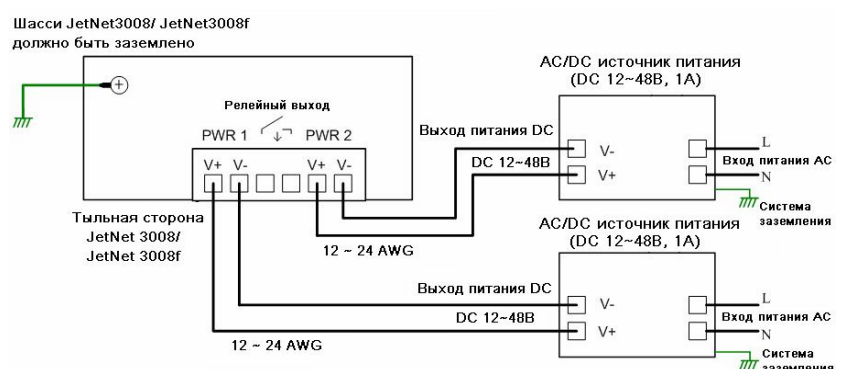 Шасси JetNet3008/ JetNet3008f
должно быть заземлено
Релейный выход
PWR 1
PWR 2
V+ V- V+ V-
Тыльная сторона
JetNet 3008/
JetNet 3008f
12 ~ 24 AWG
12 ~ 24 AWG
AC/DC источник питания
(DC 12~48В, 1А)
Выход питания DC
DC 12~48В
V-
V+
L
Вход питания AC
N
Система
заземления
AC/DC источник питания
(DC 12~48В, 1А)
Выход питания DC
DC 12~48В
V-
V+
L
Вход питания AC
N
Система
заземления